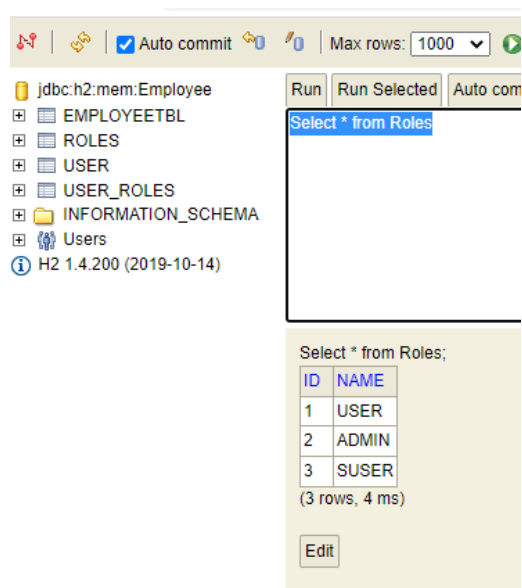 Auto commit Max rows: 1000
jdbc:h2:mem:Employee
EMPLOYEETBL
ROLES
USER
USER_ROLES
INFORMATION_SCHEMA
Users
H2 1.4.200 (2019-10-14)
Run Run Selected Auto com
Select * from Roles
Select * from Roles;
ID NAME
1 USER
2 ADMIN
3 SUSER
(3 rows, 4 ms)
Edit